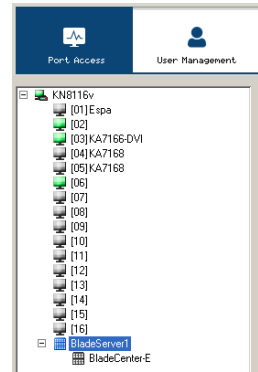 Port Access
User Management
KN8116v
[01]Espa
[02]
[03]KA7166-DVI
[04]KA7168
[05]KA7168
[06]
[07]
[08]
[09]
[10]
[11]
[12]
[13]
[14]
[15]
[16]
BladeServer1
BladeCenter-E